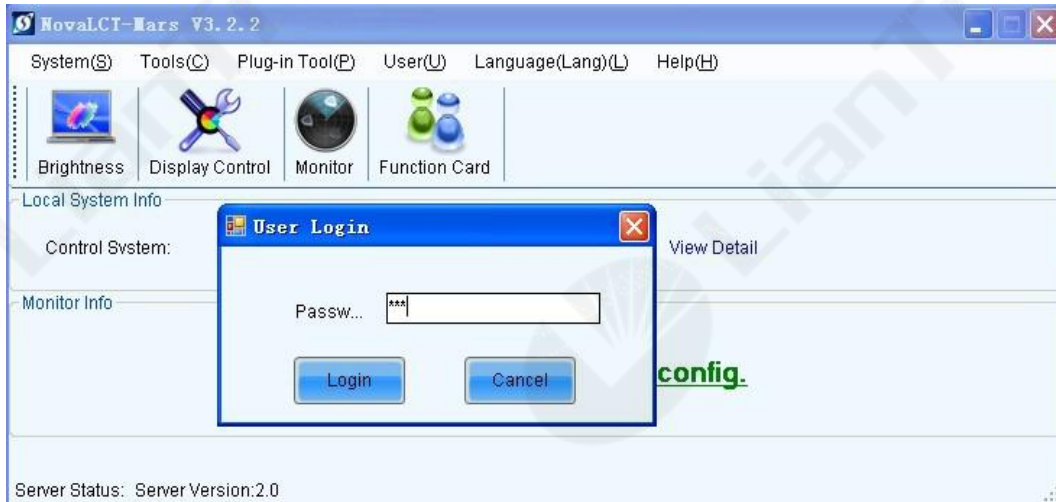 NovaLCT-Mars V3.2.2
System(S) Tools(C) Plug-in Tool(P) User(U) Language(Lang)(L) Help(H)
Brightness Display Control Monitor Function Card
Local System Info
User Login
Control System: View Detail
Monitor Info
Passw... ***
Login Cancel
config.
Server Status: Server Version:2.0
LianT